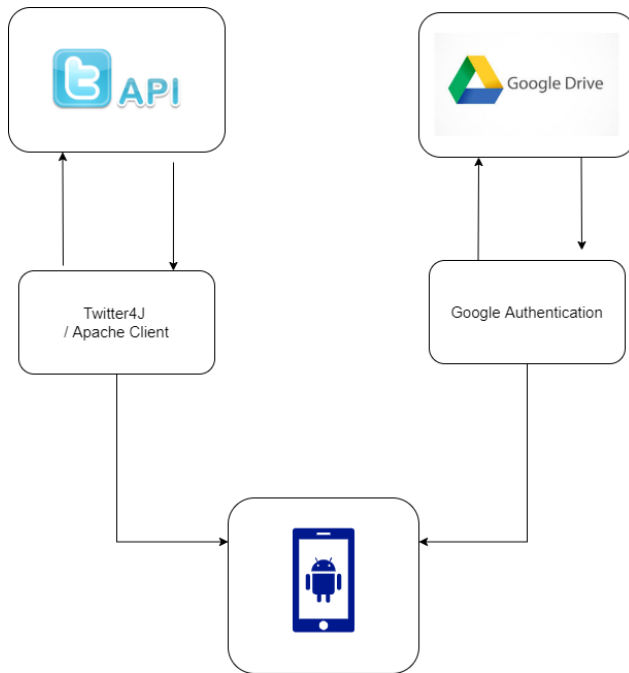 API
Google Drive
Twitter4J
/ Apache Client
Google Authentication